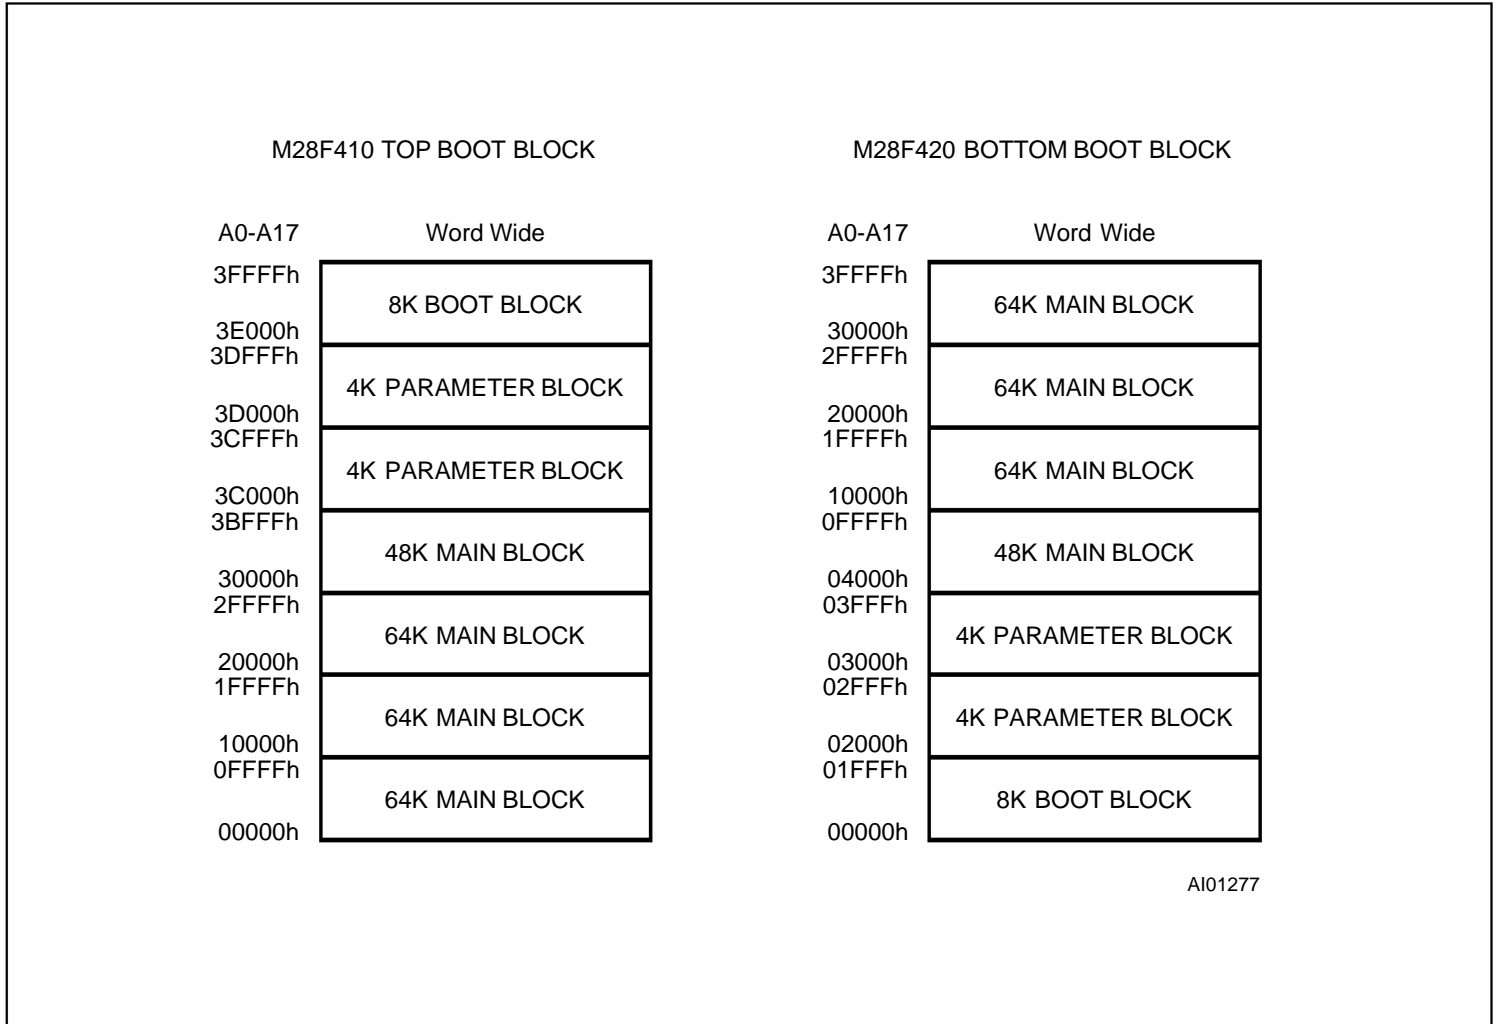 M28F410 TOP BOOT BLOCK
A0-A17 Word Wide
3FFFFh
8K BOOT BLOCK
3E000h
3DFFFh
4K PARAMETER BLOCK
3D000h
3CFFFh
4K PARAMETER BLOCK
3C000h
3BFFFh
48K MAIN BLOCK
30000h
2FFFFh
64K MAIN BLOCK
20000h
1FFFFh
64K MAIN BLOCK
10000h
0FFFFh
64K MAIN BLOCK
00000h
M28F420 BOTTOM BOOT BLOCK
A0-A17 Word Wide
3FFFFh
64K MAIN BLOCK
30000h
2FFFFh
64K MAIN BLOCK
20000h
1FFFFh
64K MAIN BLOCK
10000h
0FFFFh
48K MAIN BLOCK
04000h
03FFFh
4K PARAMETER BLOCK
03000h
02FFFh
4K PARAMETER BLOCK
02000h
01FFFh
8K BOOT BLOCK
00000h
AI01277